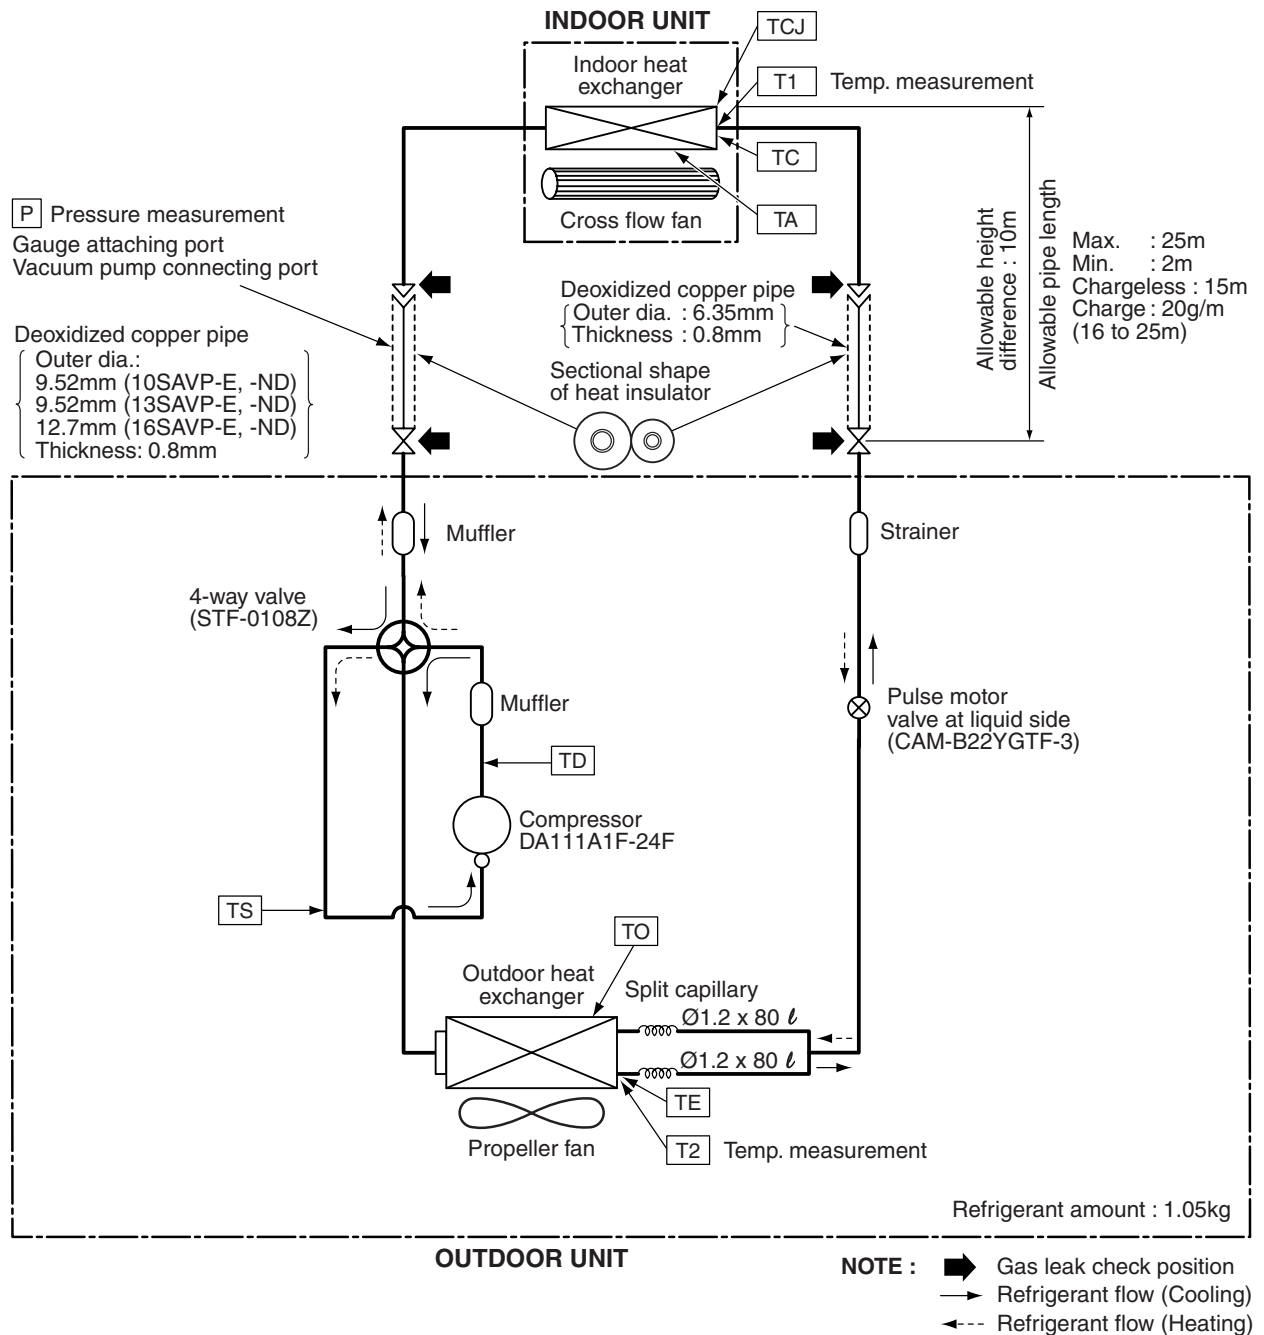 INDOOR UNIT
TCJ
Indoor heat
exchanger
T1 Temp. measurement
TC
TA
Cross flow fan
P Pressure measurement
Gauge attaching port
Vacuum pump connecting port
Allowable height
difference : 10m
Allowable pipe length
Max. : 25m
Min. : 2m
Chargeless : 15m
Charge : 20g/m
(16 to 25m)
Deoxidized copper pipe
Outer dia. : 6.35mm
Thickness : 0.8mm
Deoxidized copper pipe
Outer dia.:
9.52mm (10SAVP-E, -ND)
9.52mm (13SAVP-E, -ND)
12.7mm (16SAVP-E, -ND)
Thickness: 0.8mm
Sectional shape
of heat insulator
Muffler
Strainer
4-way valve
(STF-0108Z)
Muffler
Pulse motor
valve at liquid side
(CAM-B22YGTF-3)
TD
Compressor
DA111A1F-24F
TS
TO
Outdoor heat
exchanger
Split capillary
Ø1.2 x 80 ℓ
Ø1.2 x 80 ℓ
TE
Propeller fan
T2 Temp. measurement
Refrigerant amount : 1.05kg
OUTDOOR UNIT
NOTE : Gas leak check position
Refrigerant flow (Cooling)
Refrigerant flow (Heating)